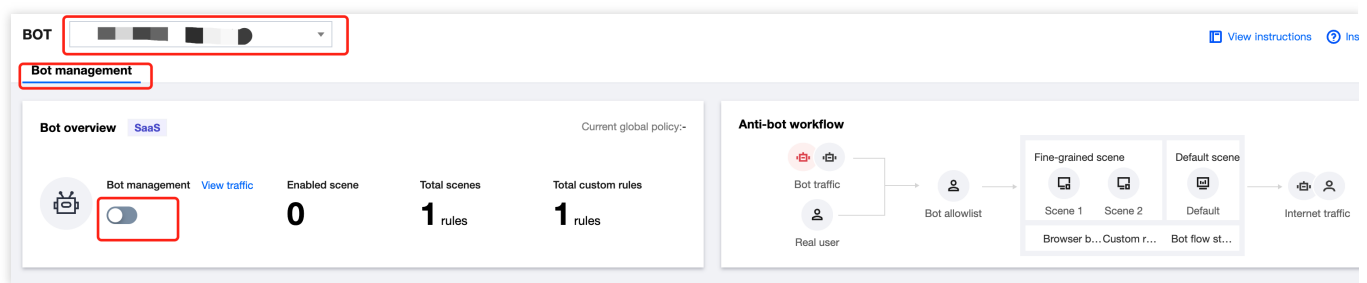 BOT
View instructions
Ins
Bot management
Bot overview
SaaS
Current global policy:-
Bot management
View traffic
Enabled scene
Total scenes
Total custom rules
0
1 rules
1 rules
Anti-bot workflow
Bot traffic
Real user
Bot allowlist
Fine-grained scene
Default scene
Scene 1
Scene 2
Default
Browser b...
Custom r...
Bot flow st...
Internet traffic